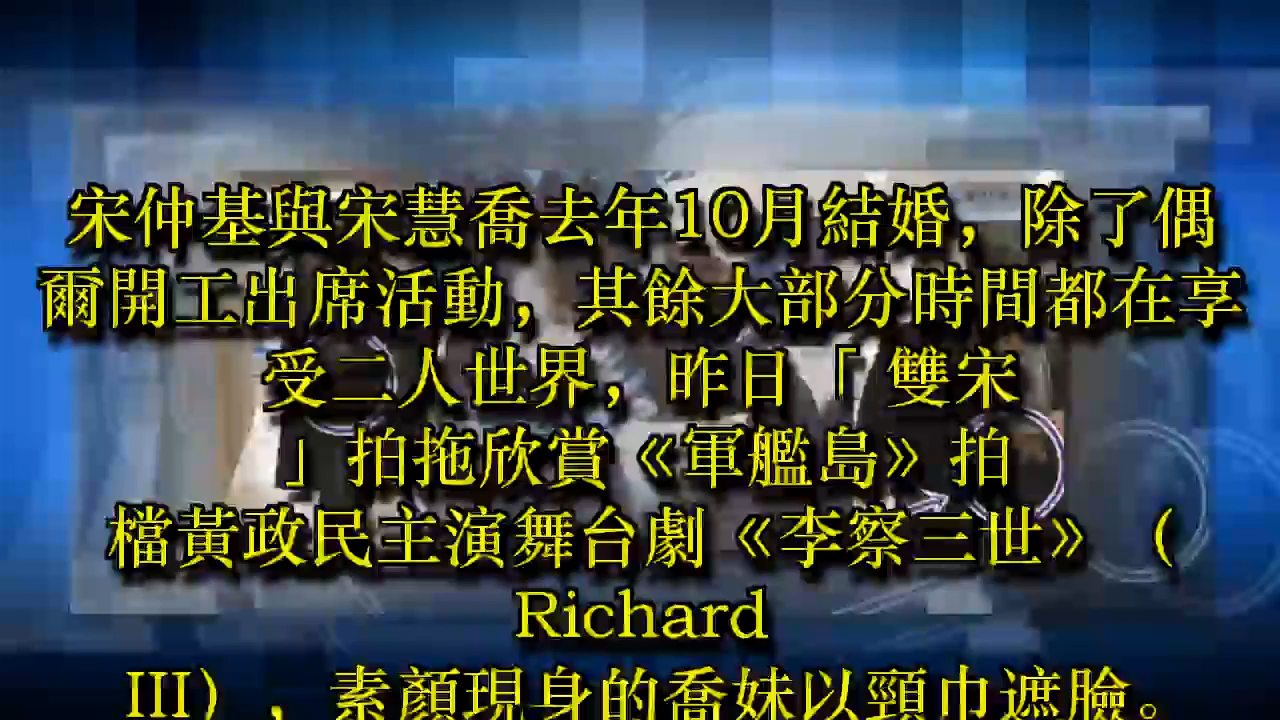 宋仲基與宋慧喬去年10月結婚，除了偶
爾開工出席活動，其餘大部分時間都在享
受二人世界，昨日「 雙宋
」拍拖欣賞《軍艦島》拍
檔黃政民主演舞台劇《李察三世》（
Richard
III），素顏現身的喬妹以頸巾遮臉。